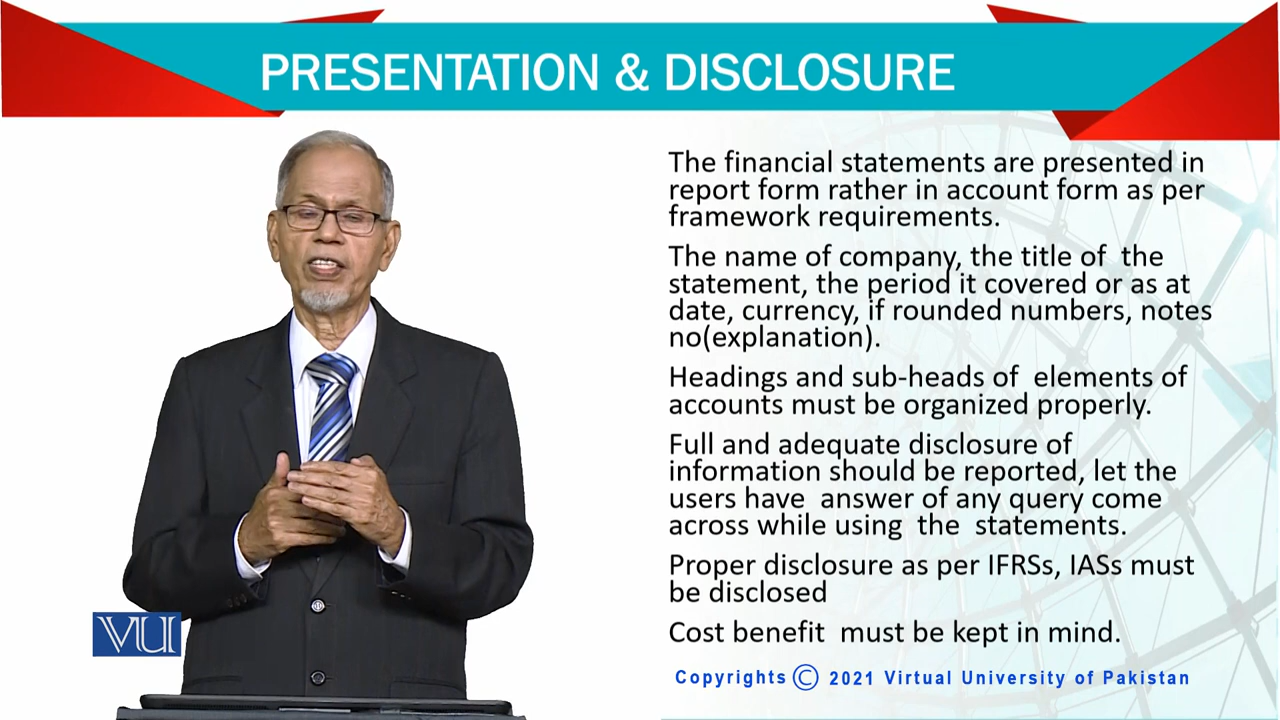 PRESENTATION & DISCLOSURE
The financial statements are presented in
report form rather in account form as per
framework requirements.
The name of company, the title of the
statement, the period it covered or as at
date, currency, if rounded numbers, notes
no(explanation).
Headings and sub-heads of elements of
accounts must be organized properly.
Full and adequate disclosure of
information should be reported, let the
users have answer of any query come
across while using the statements.
Proper disclosure as per IFRSs, IASs must
be disclosed
Cost benefit must be kept in mind.
VU
Copyrights © 2021 Virtual University of Pakistan